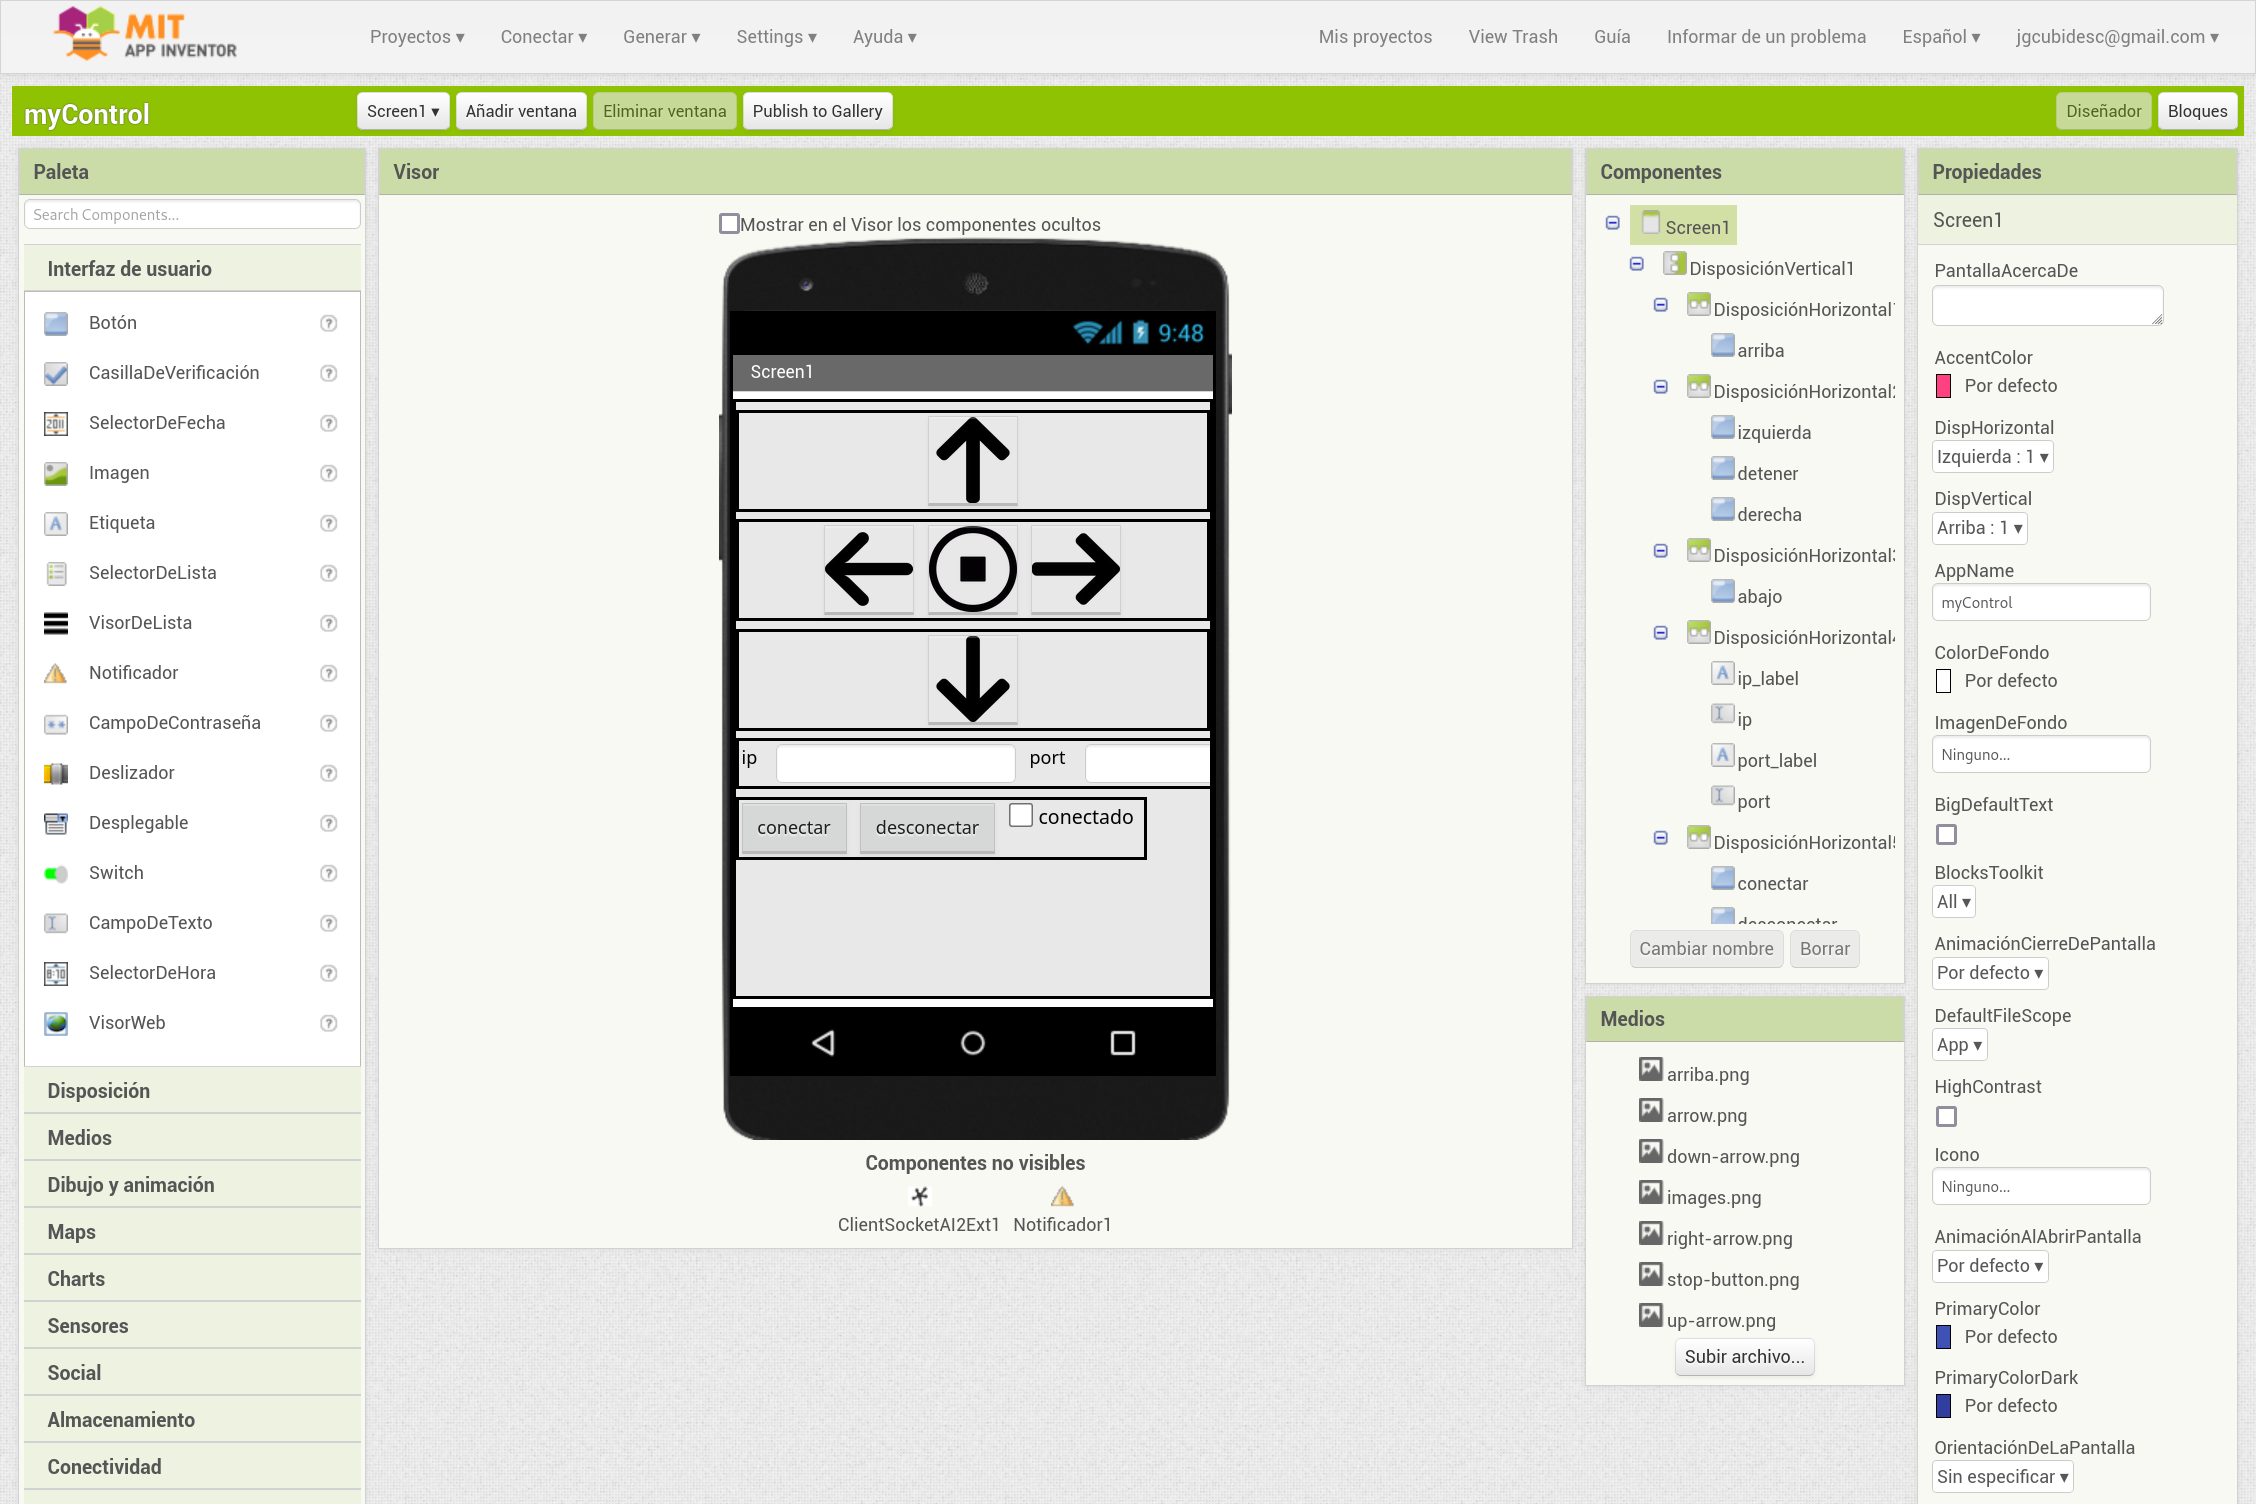 MIT
APP INVENTOR
Proyectos ▾
Conectar ▾
Generar ▾
Settings ▾
Ayuda ▾
Mis proyectos
View Trash
Guía
Informar de un problema
Español ▾
jgcubidesc@gmail.com ▾
myControl
Screen1 ▾
Añadir ventana
Eliminar ventana
Publish to Gallery
Diseñador
Bloques
Paleta
Search Components...
Interfaz de usuario
Botón
CasillaDeVerificación
SelectorDeFecha
Imagen
Etiqueta
SelectorDeLista
VisorDeLista
Notificador
CampoDeContraseña
Deslizador
Desplegable
Switch
CampoDeTexto
SelectorDeHora
VisorWeb
Disposición
Medios
Dibujo y animación
Maps
Charts
Sensores
Social
Almacenamiento
Conectividad
Visor
Mostrar en el Visor los componentes ocultos
9:48
Screen1
ip
port
conectar
desconectar
conectado
Componentes no visibles
ClientSocketAI2Ext1
Notificador1
Componentes
Screen1
DisposiciónVertical1
DisposiciónHorizontal1
arriba
DisposiciónHorizontal2
izquierda
detener
derecha
DisposiciónHorizontal3
abajo
DisposiciónHorizontal4
ip_label
ip
port_label
port
DisposiciónHorizontal5
conectar
desconectar
Cambiar nombre
Borrar
Medios
arriba.png
arrow.png
down-arrow.png
images.png
right-arrow.png
stop-button.png
up-arrow.png
Subir archivo...
Propiedades
Screen1
PantallaAcercaDe
AccentColor
Por defecto
DispHorizontal
Izquierda : 1 ▾
DispVertical
Arriba : 1 ▾
AppName
myControl
ColorDeFondo
Por defecto
ImagenDeFondo
Ninguno...
BigDefaultText
BlocksToolkit
All ▾
AnimaciónCierreDePantalla
Por defecto ▾
DefaultFileScope
App ▾
HighContrast
Icono
Ninguno...
AnimaciónAlAbrirPantalla
Por defecto ▾
PrimaryColor
Por defecto
PrimaryColorDark
Por defecto
OrientaciónDeLaPantalla
Sin especificar ▾